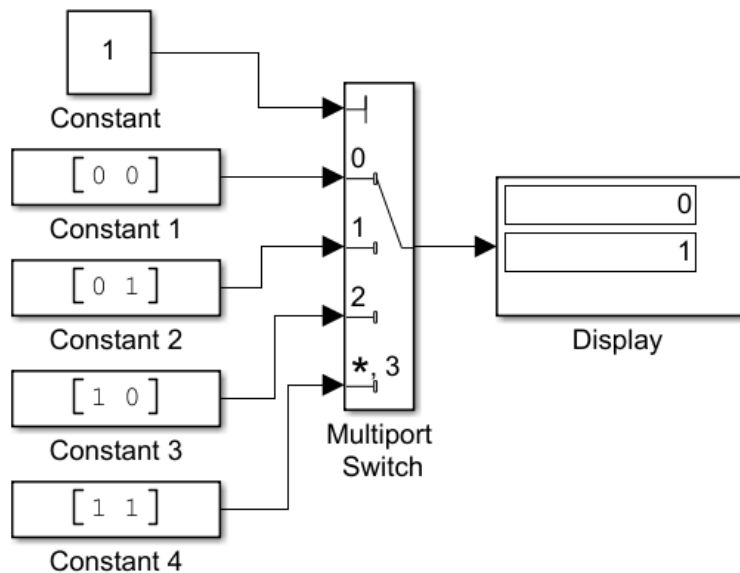 1
Constant
[0 0]
Constant 1
[0 1]
Constant 2
[1 0]
Constant 3
[1 1]
Constant 4
0
1
2
*, 3
Multiport
Switch
0
1
Display